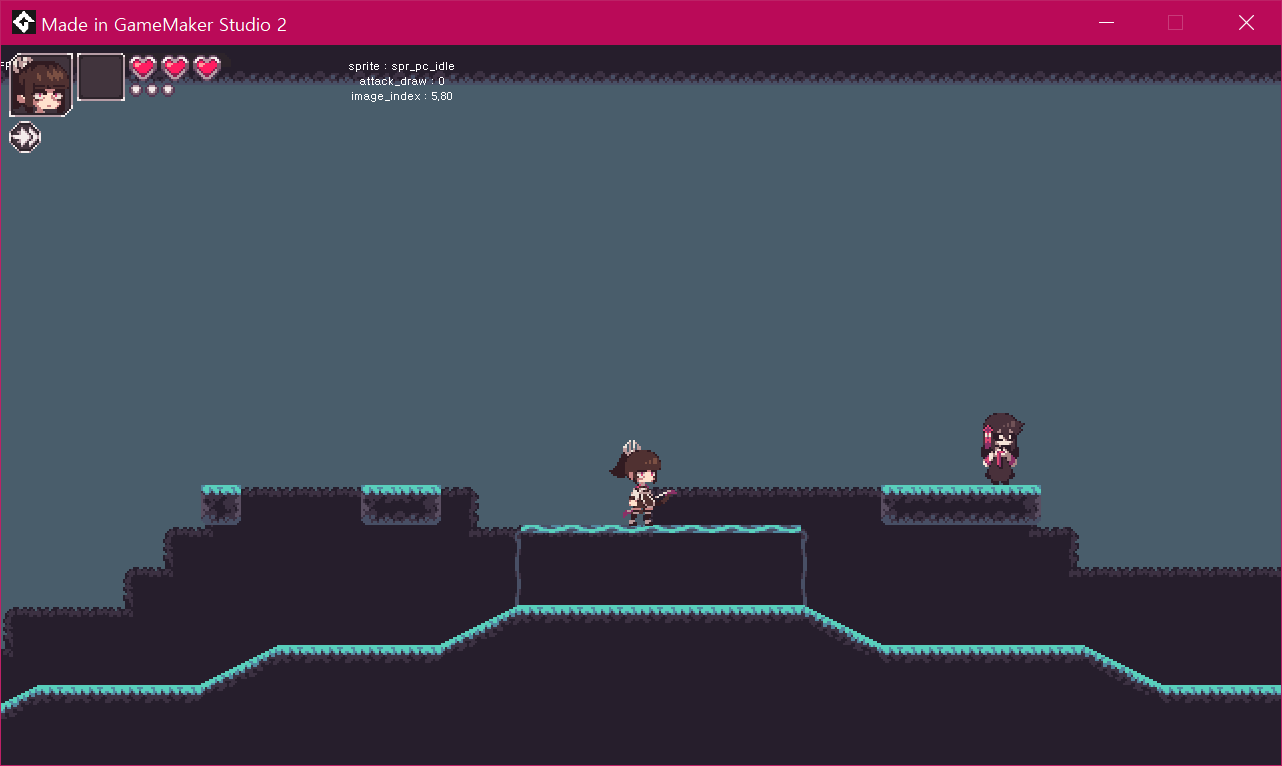 Made in GameMaker Studio 2
sprite : spr_pc_idle
attack_draw : 0
image_index : 5,80